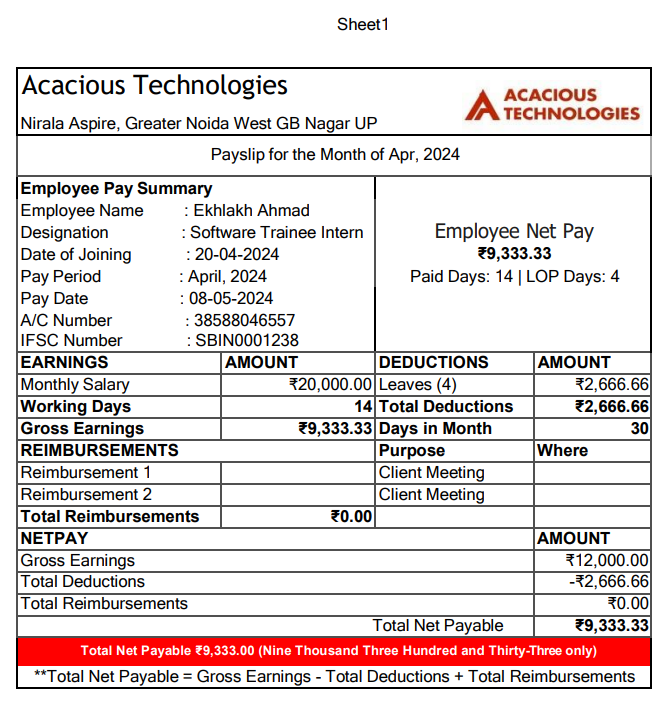 Sheet1
Acacious Technologies
ACACIOUS
TECHNOLOGIES
Nirala Aspire, Greater Noida West GB Nagar UP
Payslip for the Month of Apr, 2024
Employee Pay Summary
Employee Name : Ekhlakh Ahmad
Designation : Software Trainee Intern
Date of Joining : 20-04-2024
Pay Period : April, 2024
Pay Date : 08-05-2024
A/C Number : 38588046557
IFSC Number : SBIN0001238
Employee Net Pay
₹9,333.33
Paid Days: 14 | LOP Days: 4
EARNINGS AMOUNT DEDUCTIONS AMOUNT
Monthly Salary ₹20,000.00 Leaves (4) ₹2,666.66
Working Days 14 Total Deductions ₹2,666.66
Gross Earnings ₹9,333.33 Days in Month 30
REIMBURSEMENTS Purpose Where
Reimbursement 1 Client Meeting
Reimbursement 2 Client Meeting
Total Reimbursements ₹0.00
NETPAY AMOUNT
Gross Earnings ₹12,000.00
Total Deductions -₹2,666.66
Total Reimbursements ₹0.00
Total Net Payable ₹9,333.33
Total Net Payable ₹9,333.00 (Nine Thousand Three Hundred and Thirty-Three only)
**Total Net Payable = Gross Earnings - Total Deductions + Total Reimbursements